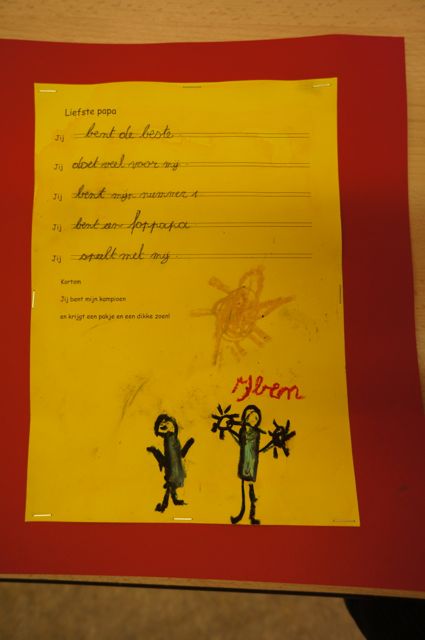 Liefste papa
Jij bent de beste
Jij doet veel voor mij.
Jij bent mijn nummer 1
Jij bent een toppapa
Jij speelt met mij.
Kortom
Jij bent mijn kampioen
en krijgt een pakje en een dikke zoen!